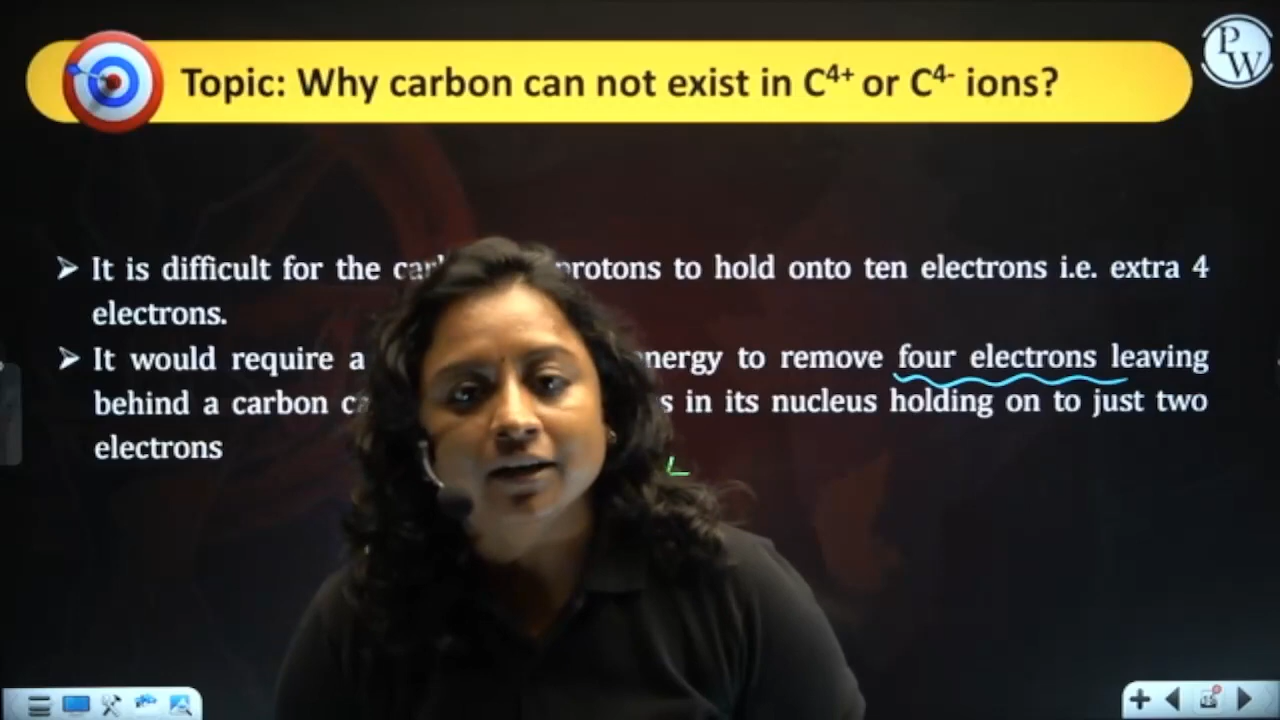 Topic: Why carbon can not exist in C⁴⁺ or C⁴⁻ ions?
PW
➤ It is difficult for the protons to hold onto ten electrons i.e. extra 4
electrons.
➤ It would require a to remove four electrons leaving
behind a carbon in its nucleus holding on to just two
electrons